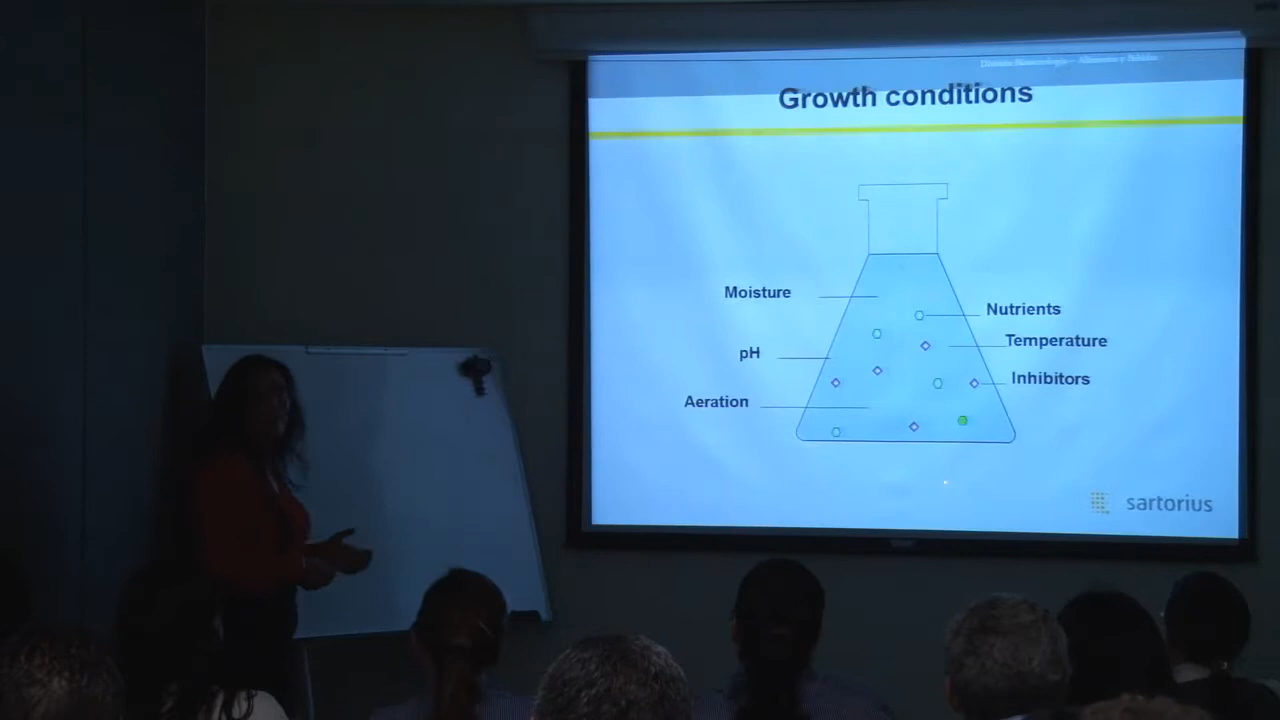 Growth conditions
Moisture
Nutrients
Temperature
pH
Inhibitors
Aeration
sartorius